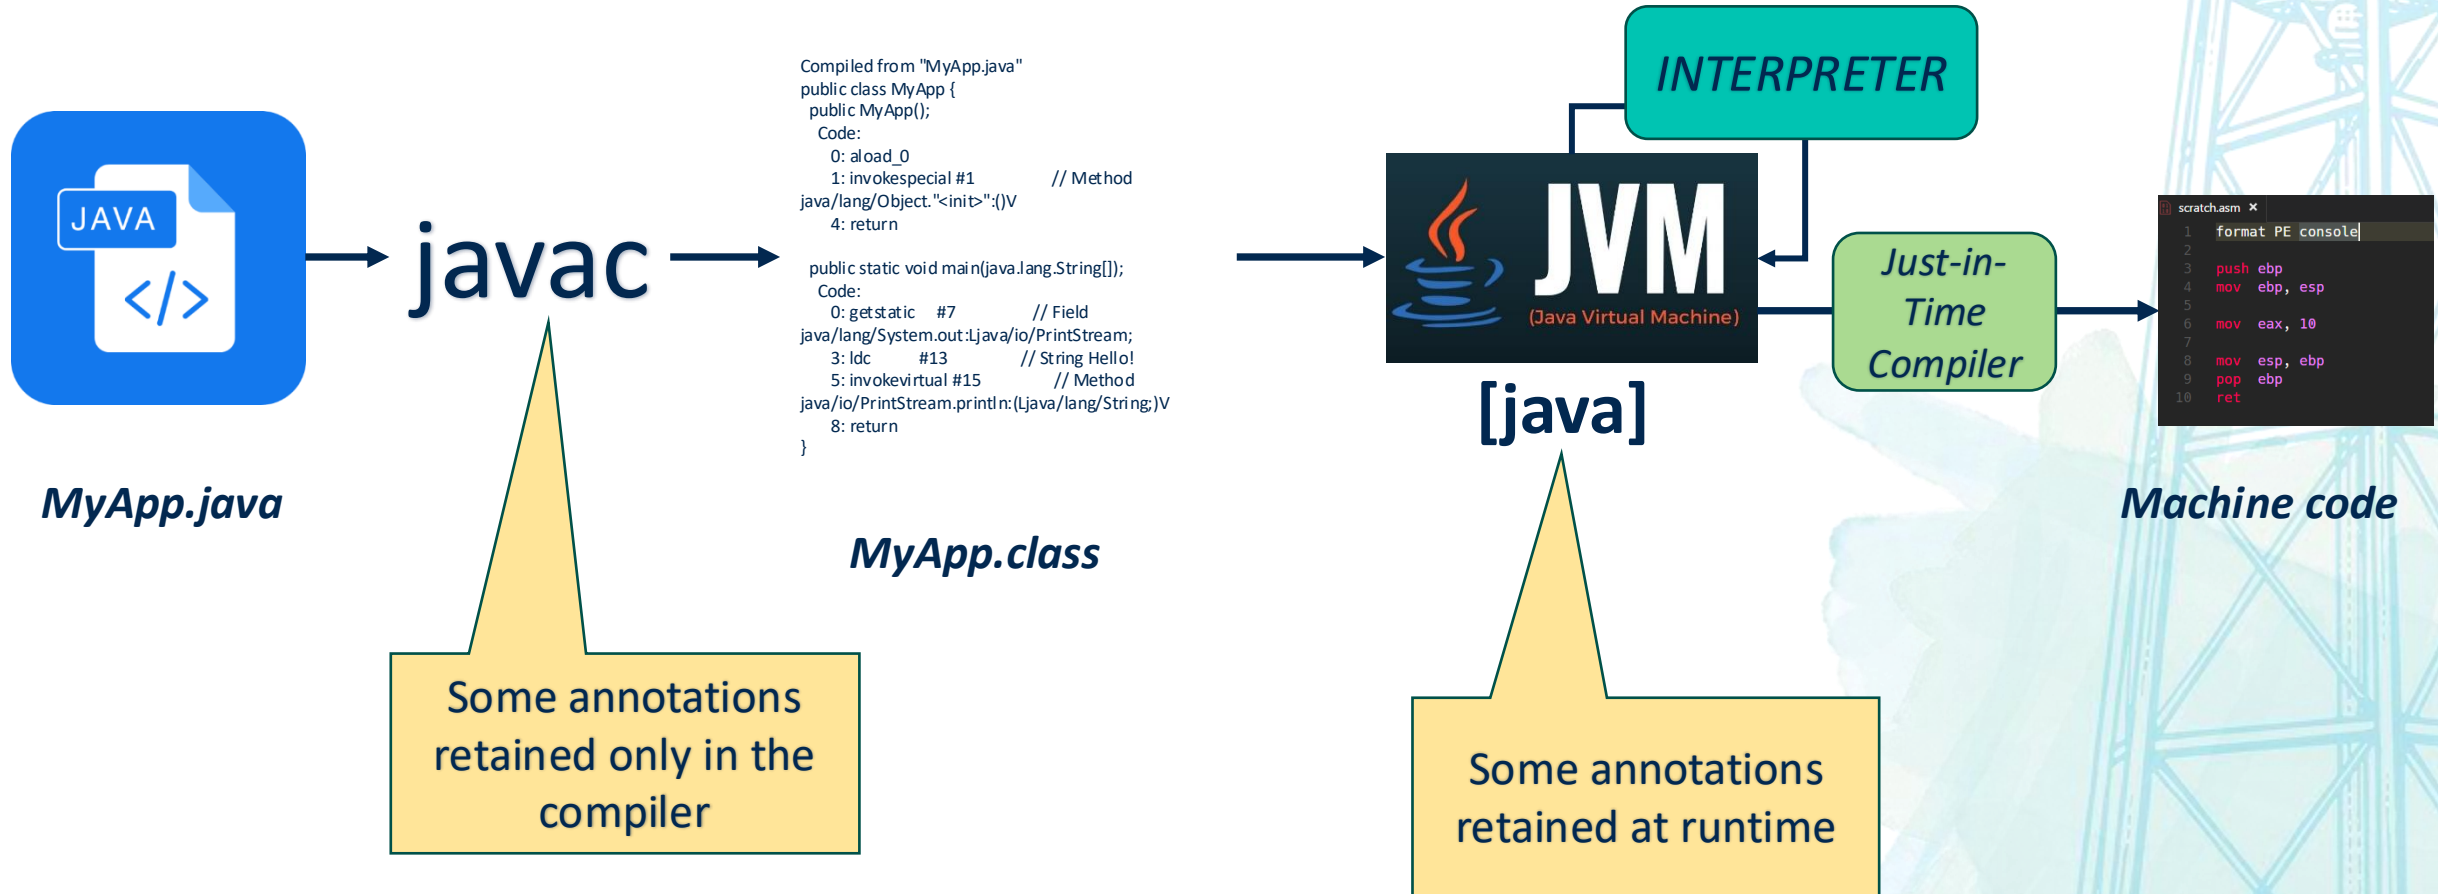 JAVA
</>
MyApp.java
javac
Some annotations
retained only in the
compiler
Compiled from "MyApp.java"
public class MyApp {
public MyApp();
Code:
0: aload_0
1: invokespecial #1 // Method
java/lang/Object."<init>":()V
4: return
public static void main(java.lang.String[]);
Code:
0: getstatic #7 // Field
java/lang/System.out:Ljava/io/PrintStream;
3: ldc #13 // String Hello!
5: invokevirtual #15 // Method
java/io/PrintStream.println:(Ljava/lang/String;)V
8: return
}
MyApp.class
INTERPRETER
JVM
(Java Virtual Machine)
[java]
Some annotations
retained at runtime
Just-in-
Time
Compiler
scratch.asm ×
1 format PE console
2
3 push ebp
4 mov ebp, esp
5
6 mov eax, 10
7
8 mov esp, ebp
9 pop ebp
10 ret
Machine code